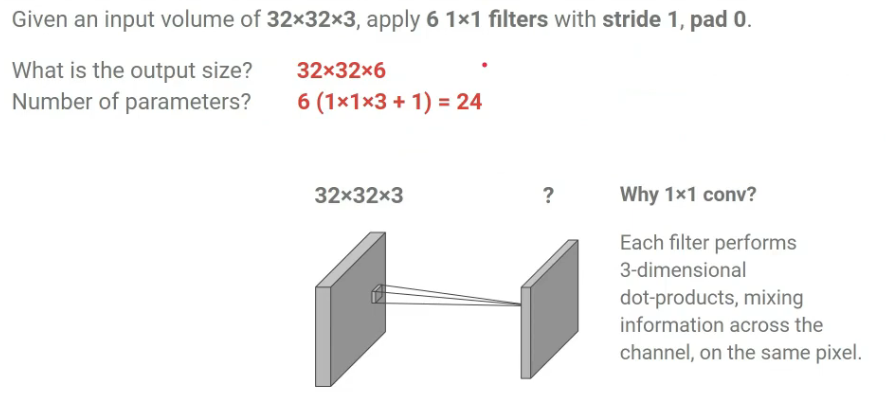 Given an input volume of 32×32×3, apply 6 1×1 filters with stride 1, pad 0.
What is the output size? 32×32×6
Number of parameters? 6 (1×1×3 + 1) = 24
32×32×3 ? Why 1×1 conv?
Each filter performs
3-dimensional
dot-products, mixing
information across the
channel, on the same pixel.